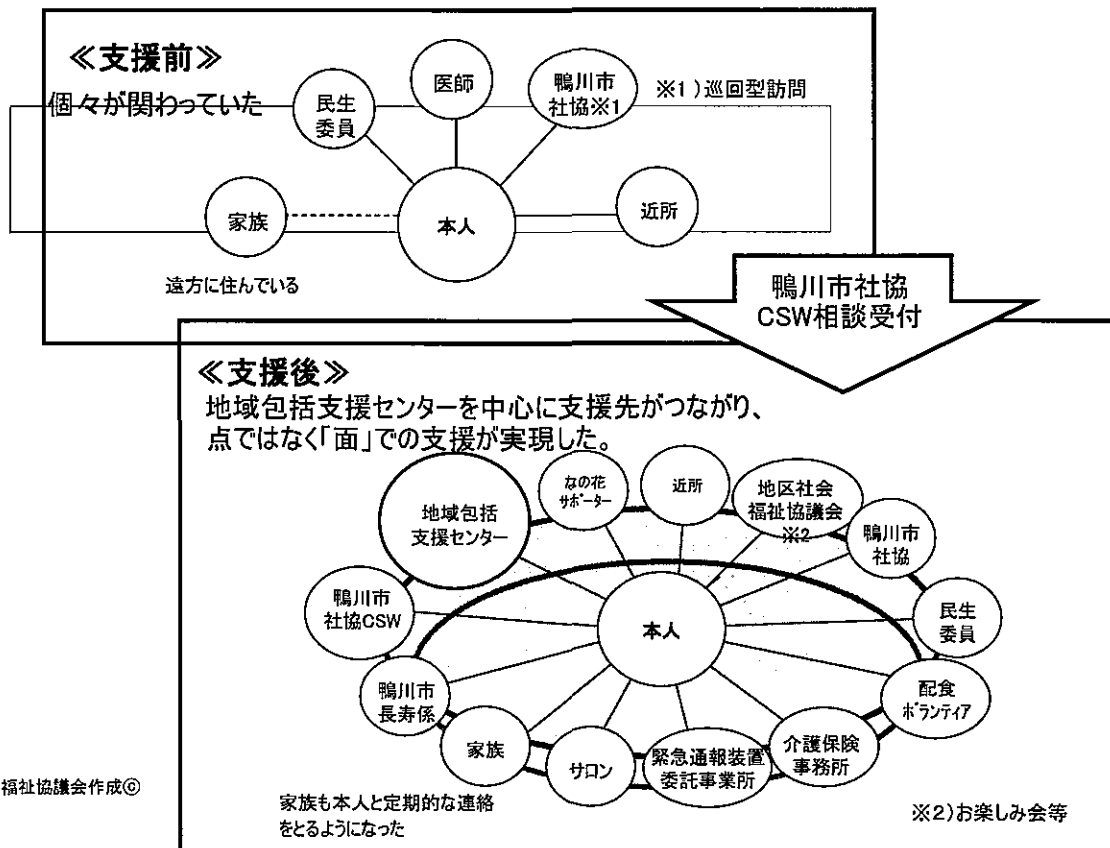 ≪支援前≫
個々が関わっていた
民生
委員
医師
鴨川市
社協※1
※1)巡回型訪問
家族
本人
近所
遠方に住んでいる
鴨川市社協
CSW相談受付
≪支援後≫
地域包括支援センターを中心に支援先がつながり、
点ではなく「面」での支援が実現した。
地域包括
支援センター
なの花
サポーター
近所
地区社会
福祉協議会
※2
鴨川市
社協
鴨川市
社協CSW
本人
民生
委員
鴨川市
長寿係
配食
ボランティア
家族
サロン
緊急通報装置
委託事業所
介護保険
事務所
福祉協議会作成©
家族も本人と定期的な連絡
をとるようになった
※2)お楽しみ会等